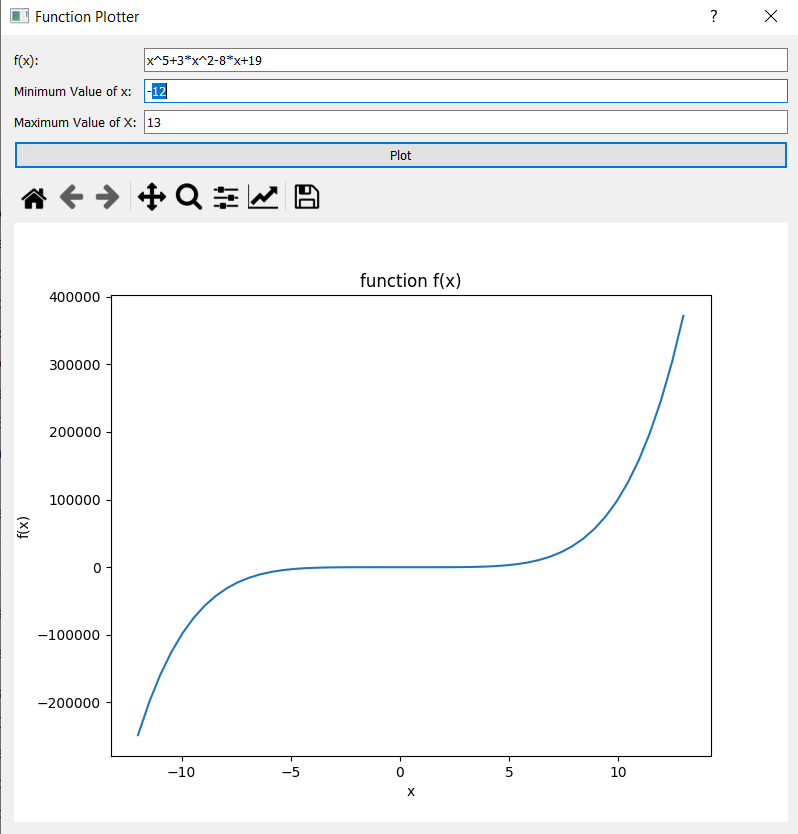 Function Plotter
?
f(x): x^5+3*x^2-8*x+19
Minimum Value of x: -12
Maximum Value of X: 13
Plot
function f(x)
400000
300000
200000
100000
0
−100000
−200000
f(x)
−10 −5 0 5 10
x